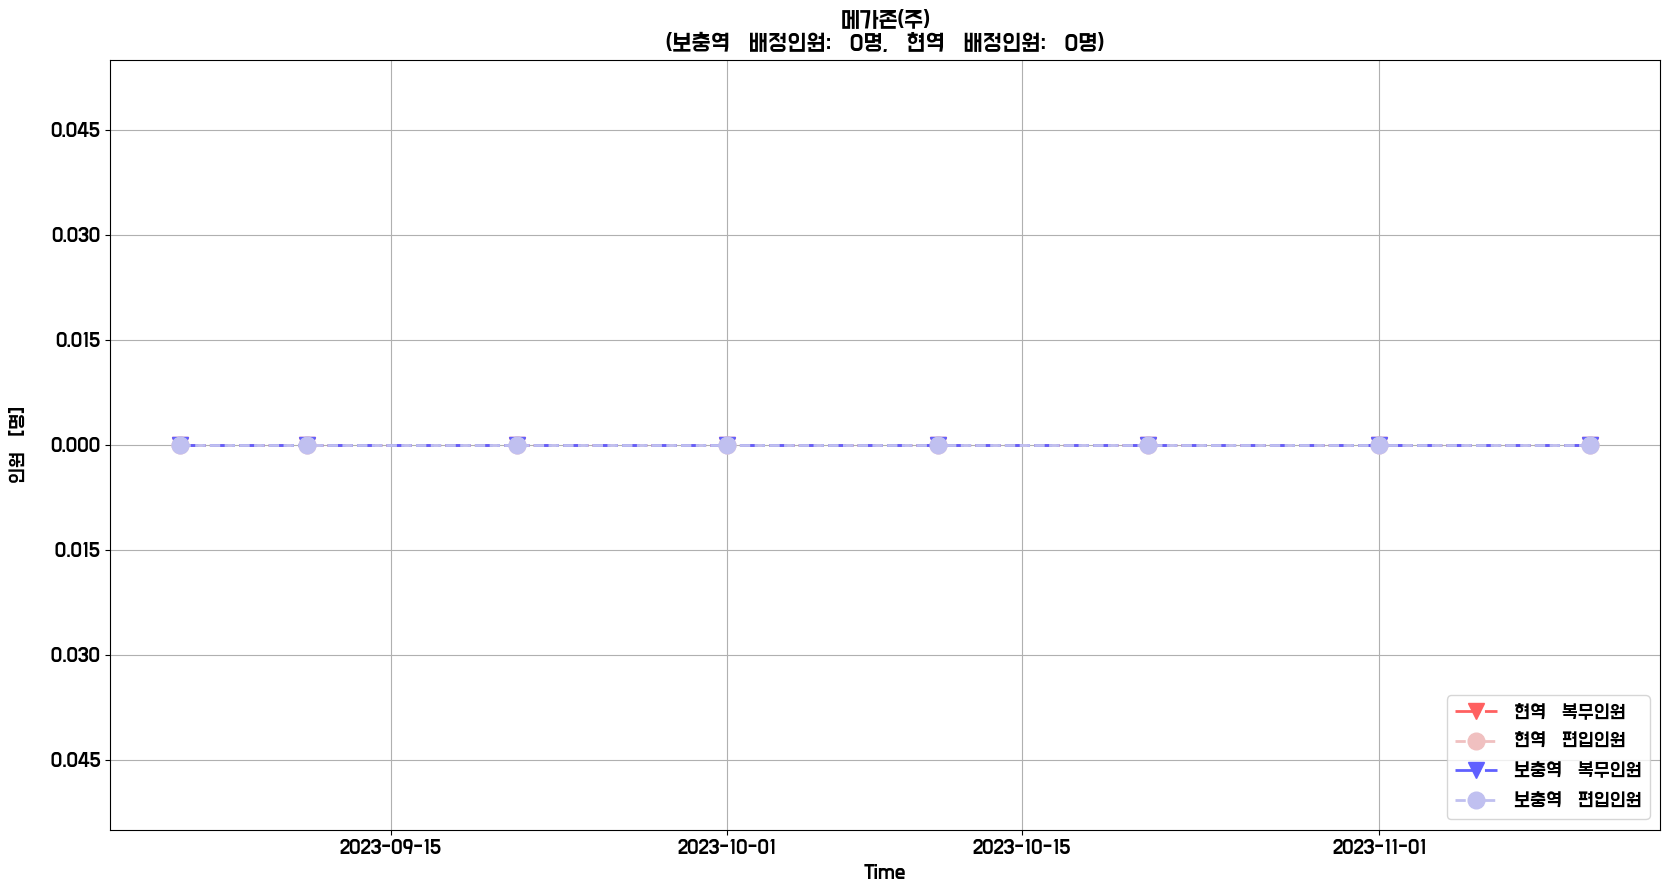 메가존(주)
(보충역 배정인원: 0명, 현역 배정인원: 0명)
인원 [명]
0.045
0.030
0.015
0.000
0.015
0.030
0.045
현역 복무인원
현역 편입인원
보충역 복무인원
보충역 편입인원
2023-09-15 2023-10-01 2023-10-15 2023-11-01
Time